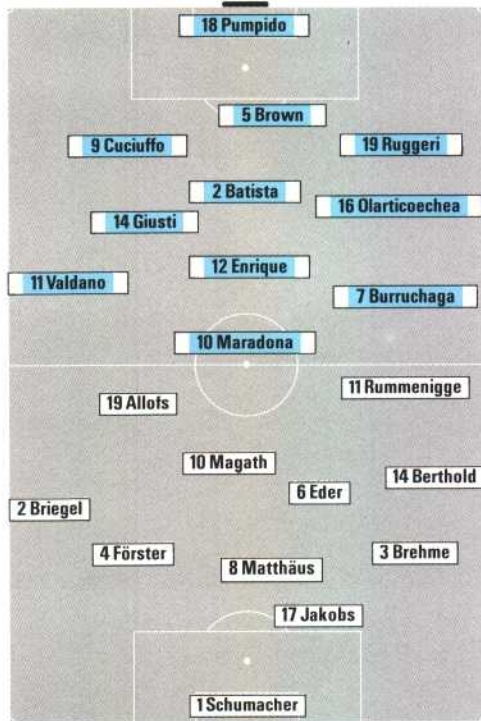 18 Pumpido
5 Brown
9 Cuciuffo
19 Ruggeri
2 Batista
16 Olarticoechea
14 Giusti
12 Enrique
11 Valdano
7 Burruchaga
10 Maradona
11 Rummenigge
19 Allofs
10 Magath
14 Berthold
6 Eder
2 Briegel
4 Förster
3 Brehme
8 Matthäus
17 Jakobs
1 Schumacher